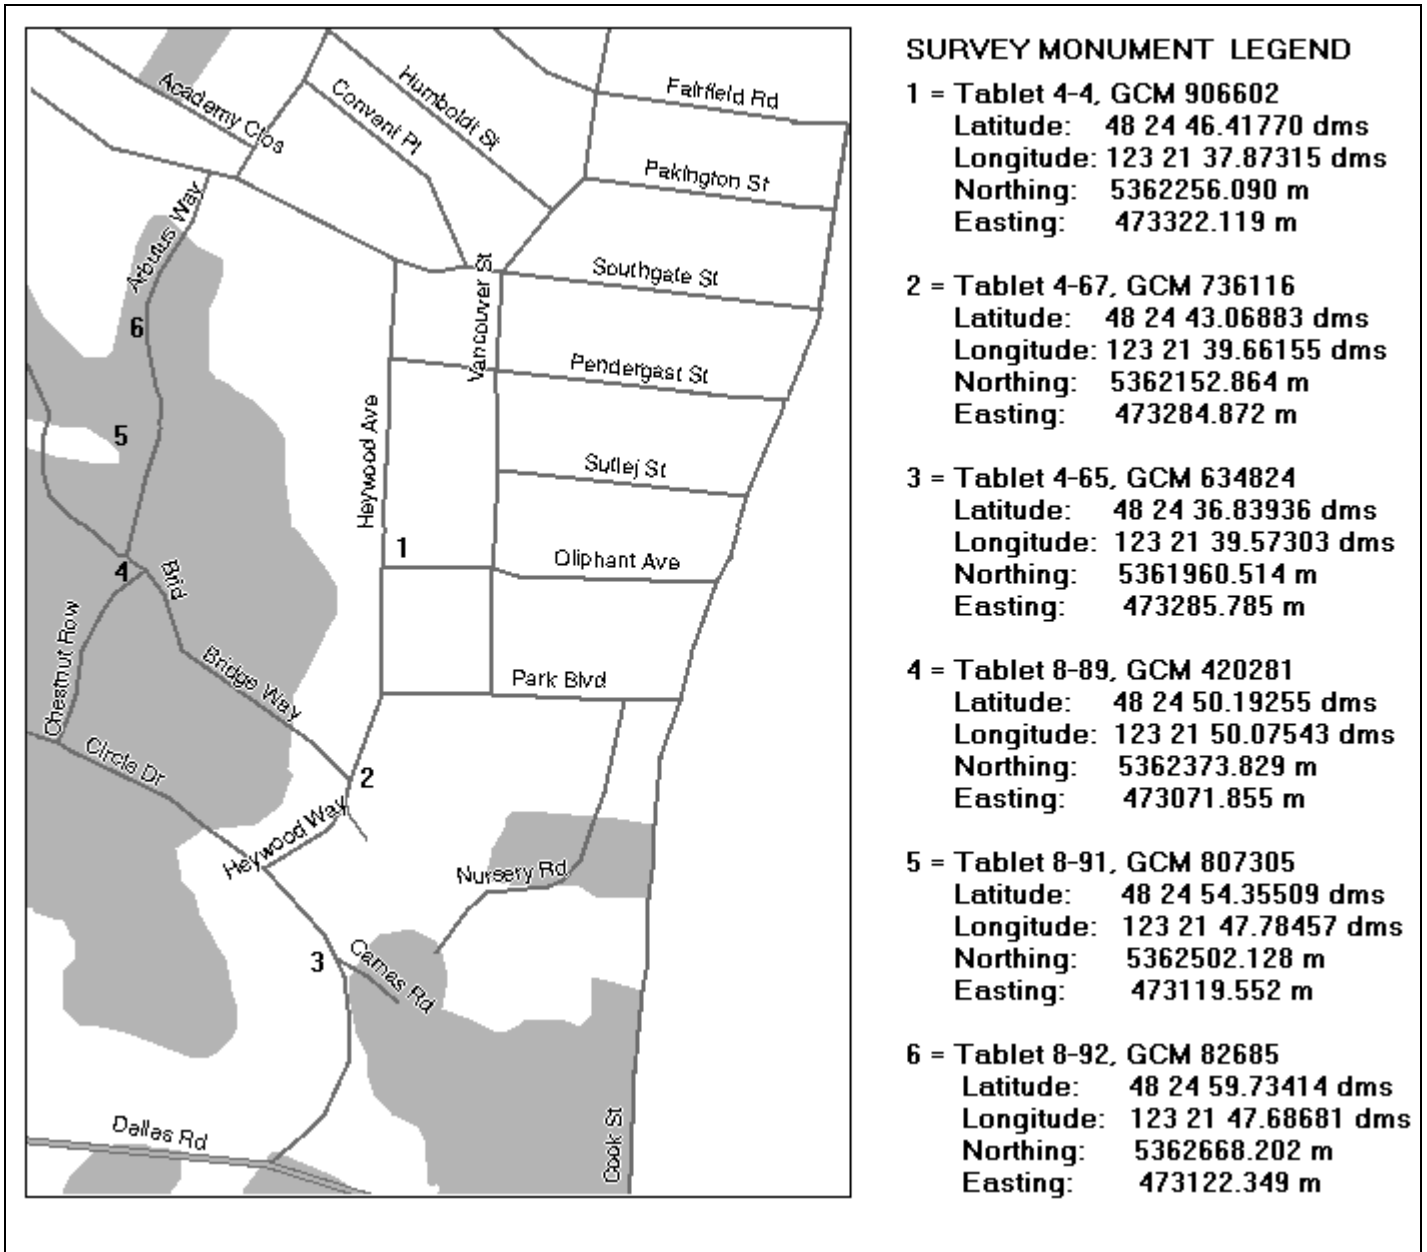 Academy Clos
Humboldt St
Convent Pl
Fairfield Rd
Pakington St
Arbutus Way
Southgate St
Vancouver St
6
Pendergast St
Heywood Ave
5
Sutlej St
1
Oliphant Ave
4
Brid
Chestnut Row
Bridge Way
Park Blvd
Circle Dr
2
Heywood Way
Nursery Rd
3
Camas Rd
Dallas Rd
Cook St
SURVEY MONUMENT LEGEND
1 = Tablet 4-4, GCM 906602
Latitude: 48 24 46.41770 dms
Longitude: 123 21 37.87315 dms
Northing: 5362256.090 m
Easting: 473322.119 m
2 = Tablet 4-67, GCM 736116
Latitude: 48 24 43.06883 dms
Longitude: 123 21 39.66155 dms
Northing: 5362152.864 m
Easting: 473284.872 m
3 = Tablet 4-65, GCM 634824
Latitude: 48 24 36.83936 dms
Longitude: 123 21 39.57303 dms
Northing: 5361960.514 m
Easting: 473285.785 m
4 = Tablet 8-89, GCM 420281
Latitude: 48 24 50.19255 dms
Longitude: 123 21 50.07543 dms
Northing: 5362373.829 m
Easting: 473071.855 m
5 = Tablet 8-91, GCM 807305
Latitude: 48 24 54.35509 dms
Longitude: 123 21 47.78457 dms
Northing: 5362502.128 m
Easting: 473119.552 m
6 = Tablet 8-92, GCM 82685
Latitude: 48 24 59.73414 dms
Longitude: 123 21 47.68681 dms
Northing: 5362668.202 m
Easting: 473122.349 m